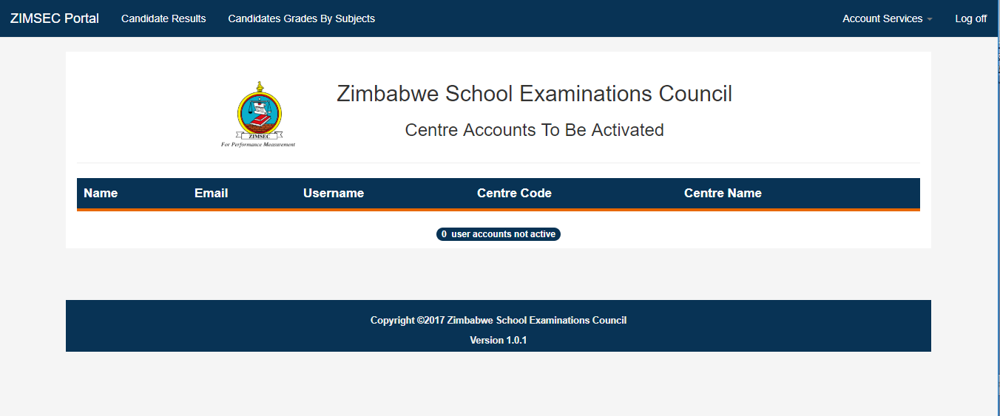 ZIMSEC Portal Candidate Results Candidates Grades By Subjects Account Services Log off
Zimbabwe School Examinations Council
Centre Accounts To Be Activated
ZIMSEC
For Performance Measurement
Name Email Username Centre Code Centre Name
0 user accounts not active
Copyright ©2017 Zimbabwe School Examinations Council
Version 1.0.1